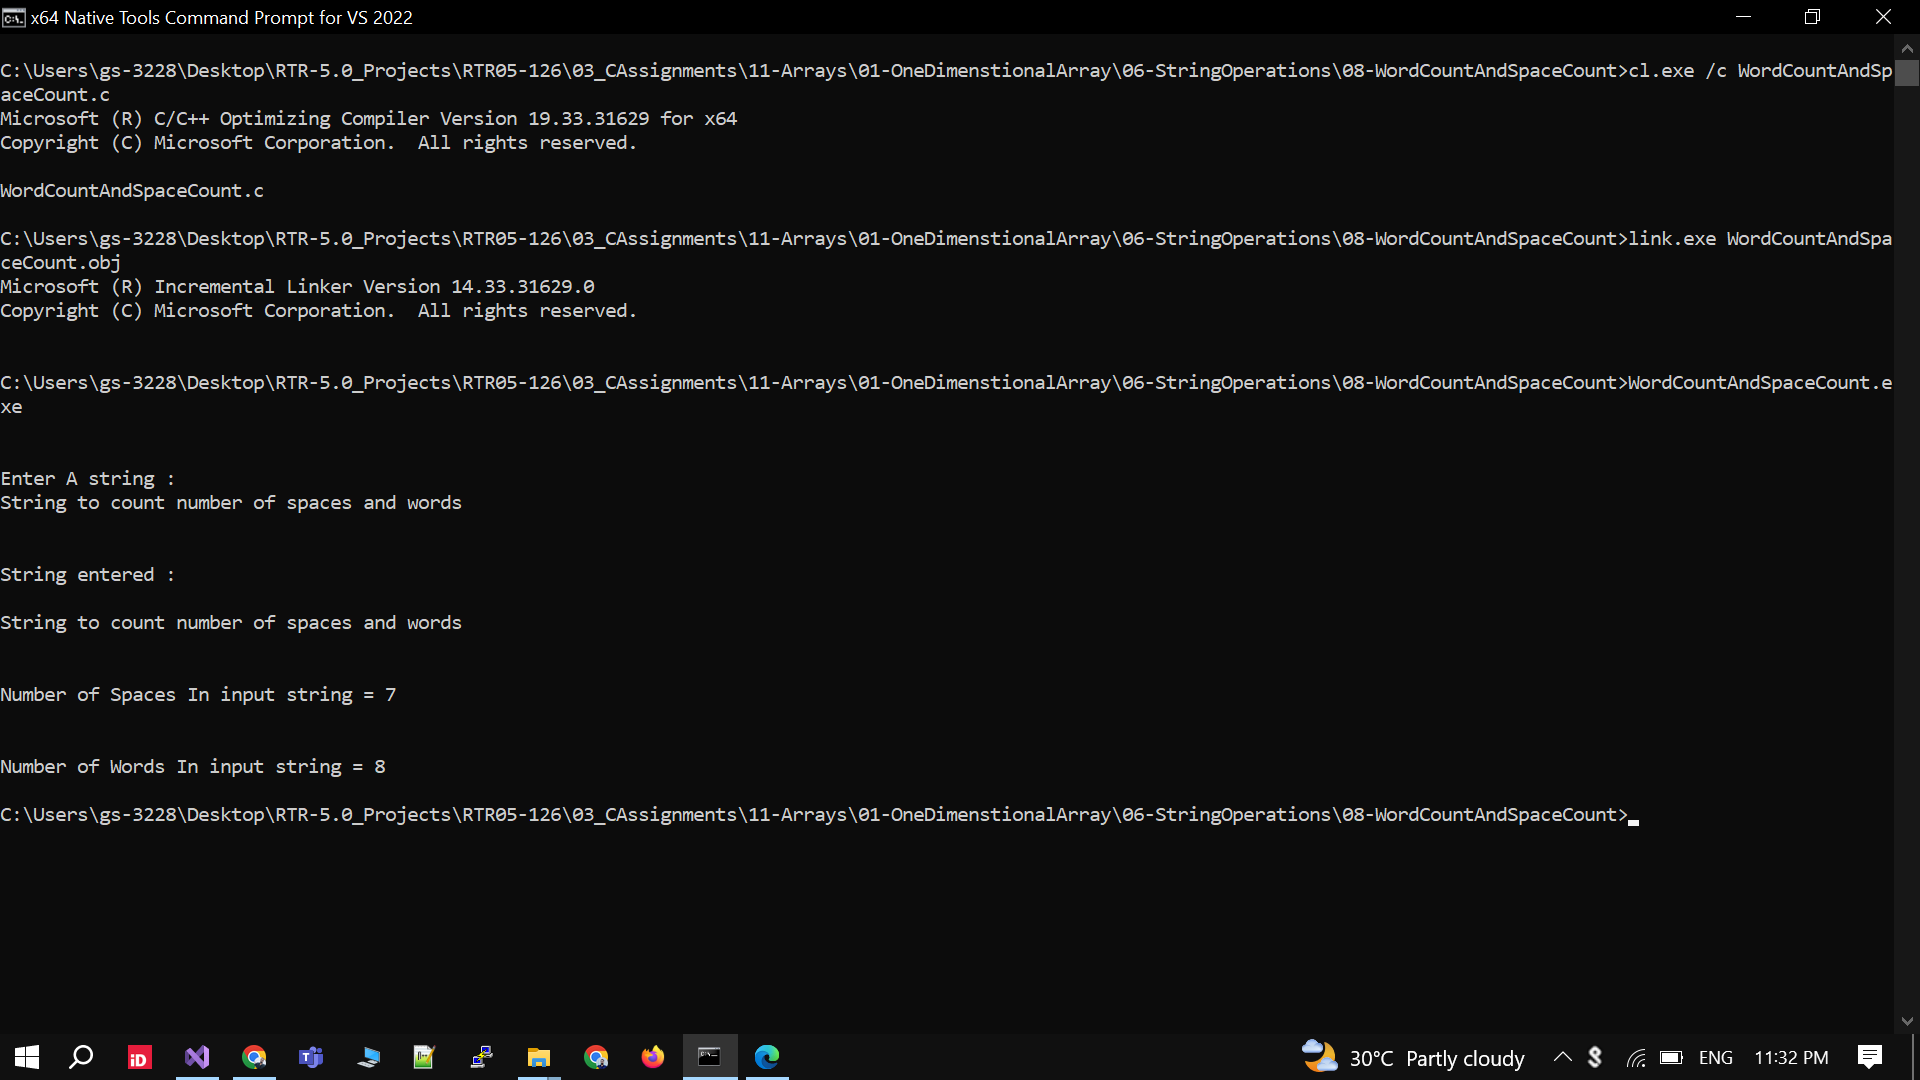 x64 Native Tools Command Prompt for VS 2022
C:\Users\gs-3228\Desktop\RTR-5.0_Projects\RTR05-126\03_CAssignments\11-Arrays\01-OneDimenstionalArray\06-StringOperations\08-WordCountAndSpaceCount>cl.exe /c WordCountAndSp
aceCount.c
Microsoft (R) C/C++ Optimizing Compiler Version 19.33.31629 for x64
Copyright (C) Microsoft Corporation.  All rights reserved.
WordCountAndSpaceCount.c
C:\Users\gs-3228\Desktop\RTR-5.0_Projects\RTR05-126\03_CAssignments\11-Arrays\01-OneDimenstionalArray\06-StringOperations\08-WordCountAndSpaceCount>link.exe WordCountAndSpa
ceCount.obj
Microsoft (R) Incremental Linker Version 14.33.31629.0
Copyright (C) Microsoft Corporation.  All rights reserved.
C:\Users\gs-3228\Desktop\RTR-5.0_Projects\RTR05-126\03_CAssignments\11-Arrays\01-OneDimenstionalArray\06-StringOperations\08-WordCountAndSpaceCount>WordCountAndSpaceCount.e
xe
Enter A string :
String to count number of spaces and words
String entered :
String to count number of spaces and words
Number of Spaces In input string = 7
Number of Words In input string = 8
C:\Users\gs-3228\Desktop\RTR-5.0_Projects\RTR05-126\03_CAssignments\11-Arrays\01-OneDimenstionalArray\06-StringOperations\08-WordCountAndSpaceCount>
iD
30°C Partly cloudy ENG 11:32 PM